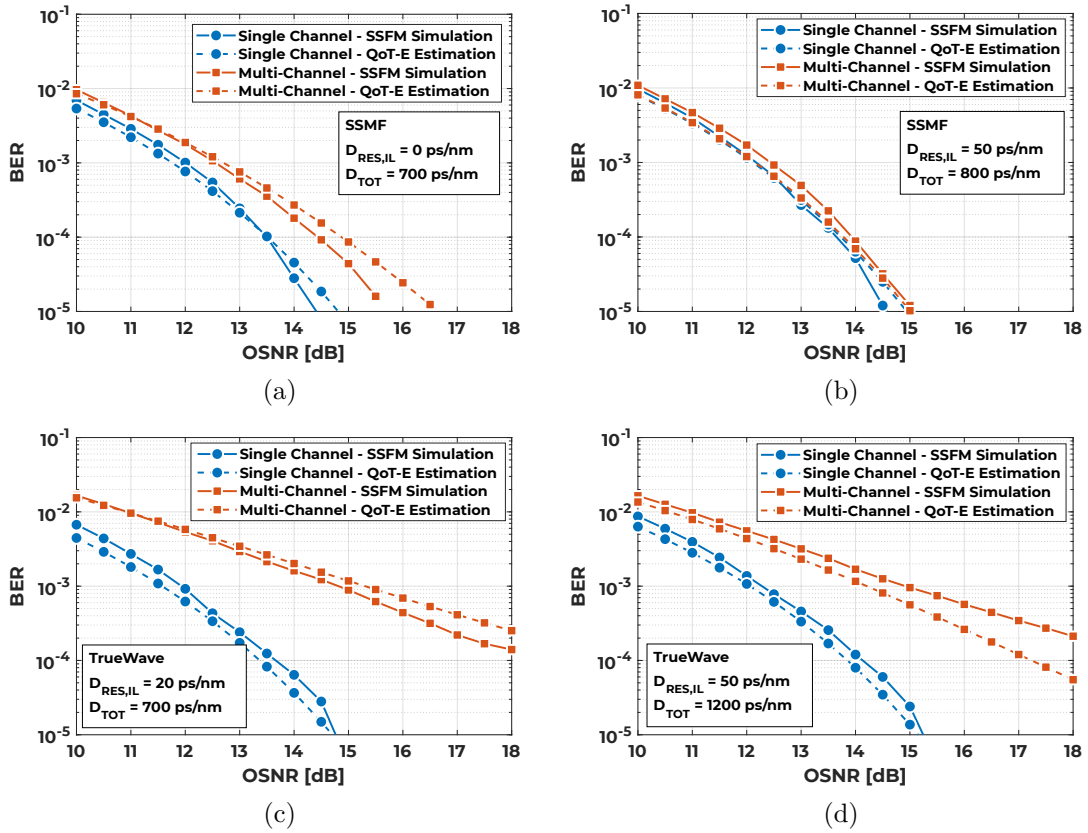 10^-1
10^-2
10^-3
10^-4
10^-5
BER
Single Channel - SSFM Simulation
Single Channel - QoT-E Estimation
Multi-Channel - SSFM Simulation
Multi-Channel - QoT-E Estimation
SSMF
D_RES,IL = 0 ps/nm
D_TOT = 700 ps/nm
10 11 12 13 14 15 16 17 18
OSNR [dB]
(a)
10^-1
10^-2
10^-3
10^-4
10^-5
BER
Single Channel - SSFM Simulation
Single Channel - QoT-E Estimation
Multi-Channel - SSFM Simulation
Multi-Channel - QoT-E Estimation
SSMF
D_RES,IL = 50 ps/nm
D_TOT = 800 ps/nm
10 11 12 13 14 15 16 17 18
OSNR [dB]
(b)
10^-1
10^-2
10^-3
10^-4
10^-5
BER
Single Channel - SSFM Simulation
Single Channel - QoT-E Estimation
Multi-Channel - SSFM Simulation
Multi-Channel - QoT-E Estimation
TrueWave
D_RES,IL = 20 ps/nm
D_TOT = 700 ps/nm
10 11 12 13 14 15 16 17 18
OSNR [dB]
(c)
10^-1
10^-2
10^-3
10^-4
10^-5
BER
Single Channel - SSFM Simulation
Single Channel - QoT-E Estimation
Multi-Channel - SSFM Simulation
Multi-Channel - QoT-E Estimation
TrueWave
D_RES,IL = 50 ps/nm
D_TOT = 1200 ps/nm
10 11 12 13 14 15 16 17 18
OSNR [dB]
(d)